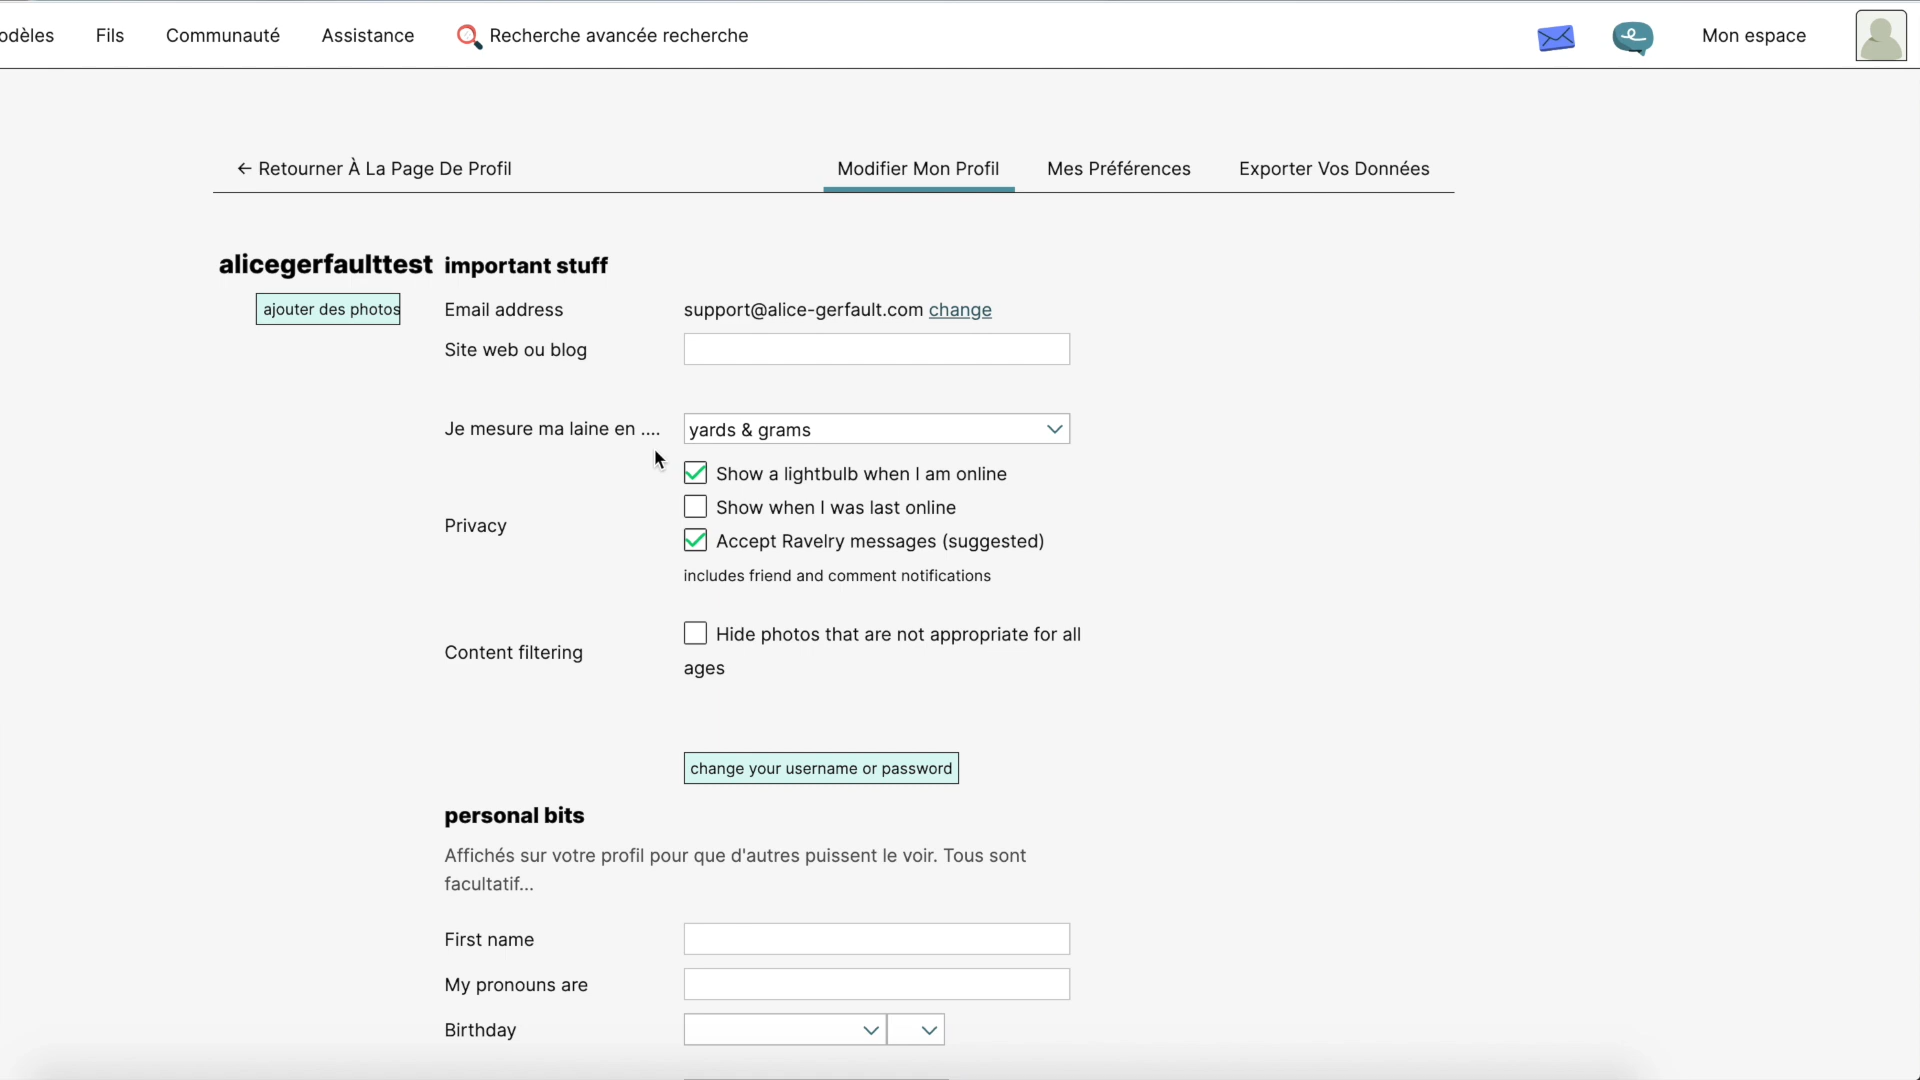 odèles Fils Communauté Assistance Recherche avancée recherche Mon espace
← Retourner À La Page De Profil Modifier Mon Profil Mes Préférences Exporter Vos Données
alicegerfaulttest important stuff
ajouter des photos Email address support@alice-gerfault.com change
Site web ou blog
Je mesure ma laine en .... yards & grams
Show a lightbulb when I am online
Show when I was last online
Privacy
Accept Ravelry messages (suggested)
includes friend and comment notifications
Hide photos that are not appropriate for all
Content filtering
ages
change your username or password
personal bits
Affichés sur votre profil pour que d'autres puissent le voir. Tous sont
facultatif...
First name
My pronouns are
Birthday